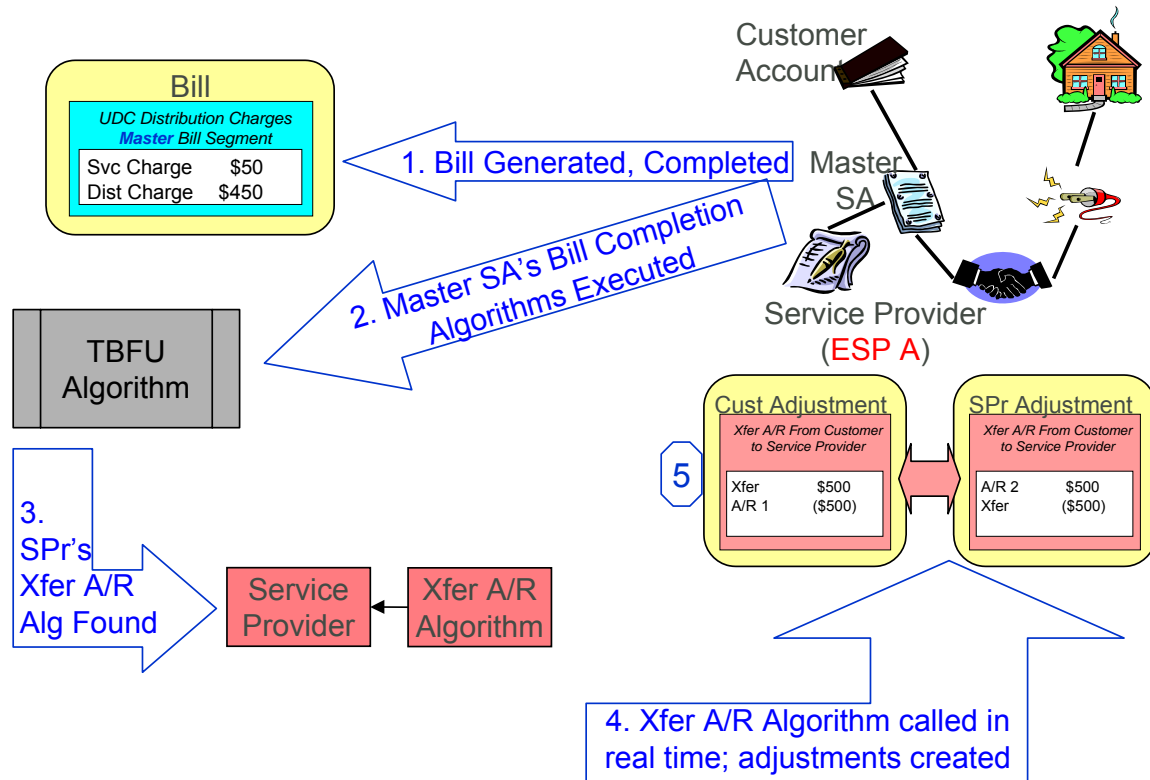 Bill
UDC Distribution Charges
Master Bill Segment
Svc Charge $50
Dist Charge $450
1. Bill Generated, Completed
Customer
Account
Master
SA
Service Provider
(ESP A)
2. Master SA's Bill Completion
Algorithms Executed
TBFU
Algorithm
3.
SPr's
Xfer A/R
Alg Found
Service
Provider
Xfer A/R
Algorithm
5
Cust Adjustment
Xfer A/R From Customer
to Service Provider
Xfer $500
A/R 1 ($500)
SPr Adjustment
Xfer A/R From Customer
to Service Provider
A/R 2 $500
Xfer ($500)
4. Xfer A/R Algorithm called in
real time; adjustments created